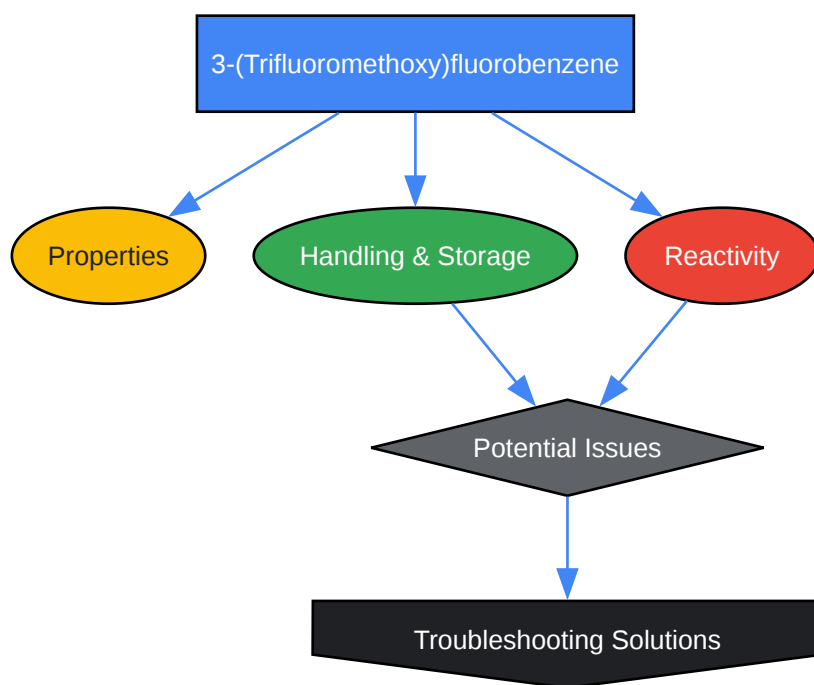 3-(Trifluoromethoxy)fluorobenzene
Properties
Handling & Storage
Reactivity
Potential Issues
Troubleshooting Solutions